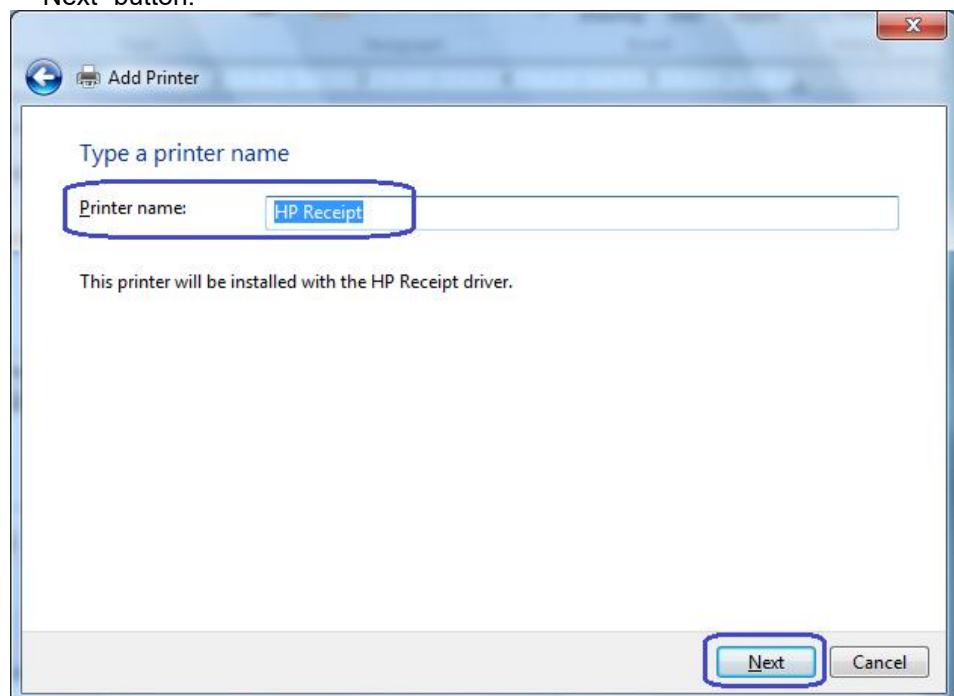 "Next" button.
Add Printer
Type a printer name
Printer name: HP Receipt
This printer will be installed with the HP Receipt driver.
Next Cancel